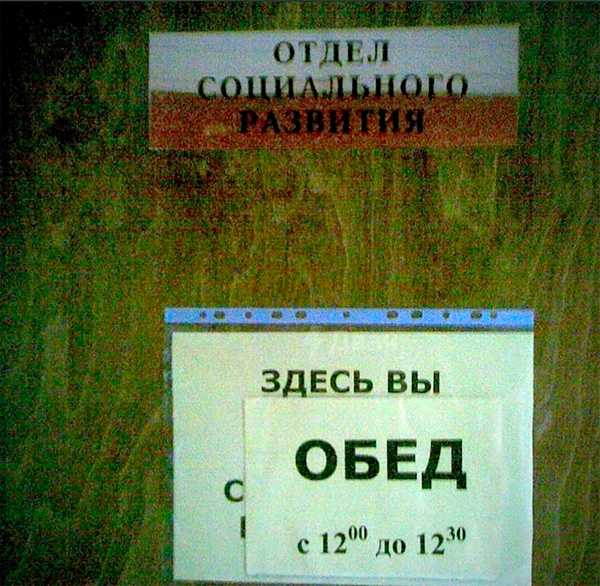 ОТДЕЛ
СОЦИАЛЬНОГО
РАЗВИТИЯ
ЗДЕСЬ ВЫ
ОБЕД
С
с 12⁰⁰ до 12³⁰